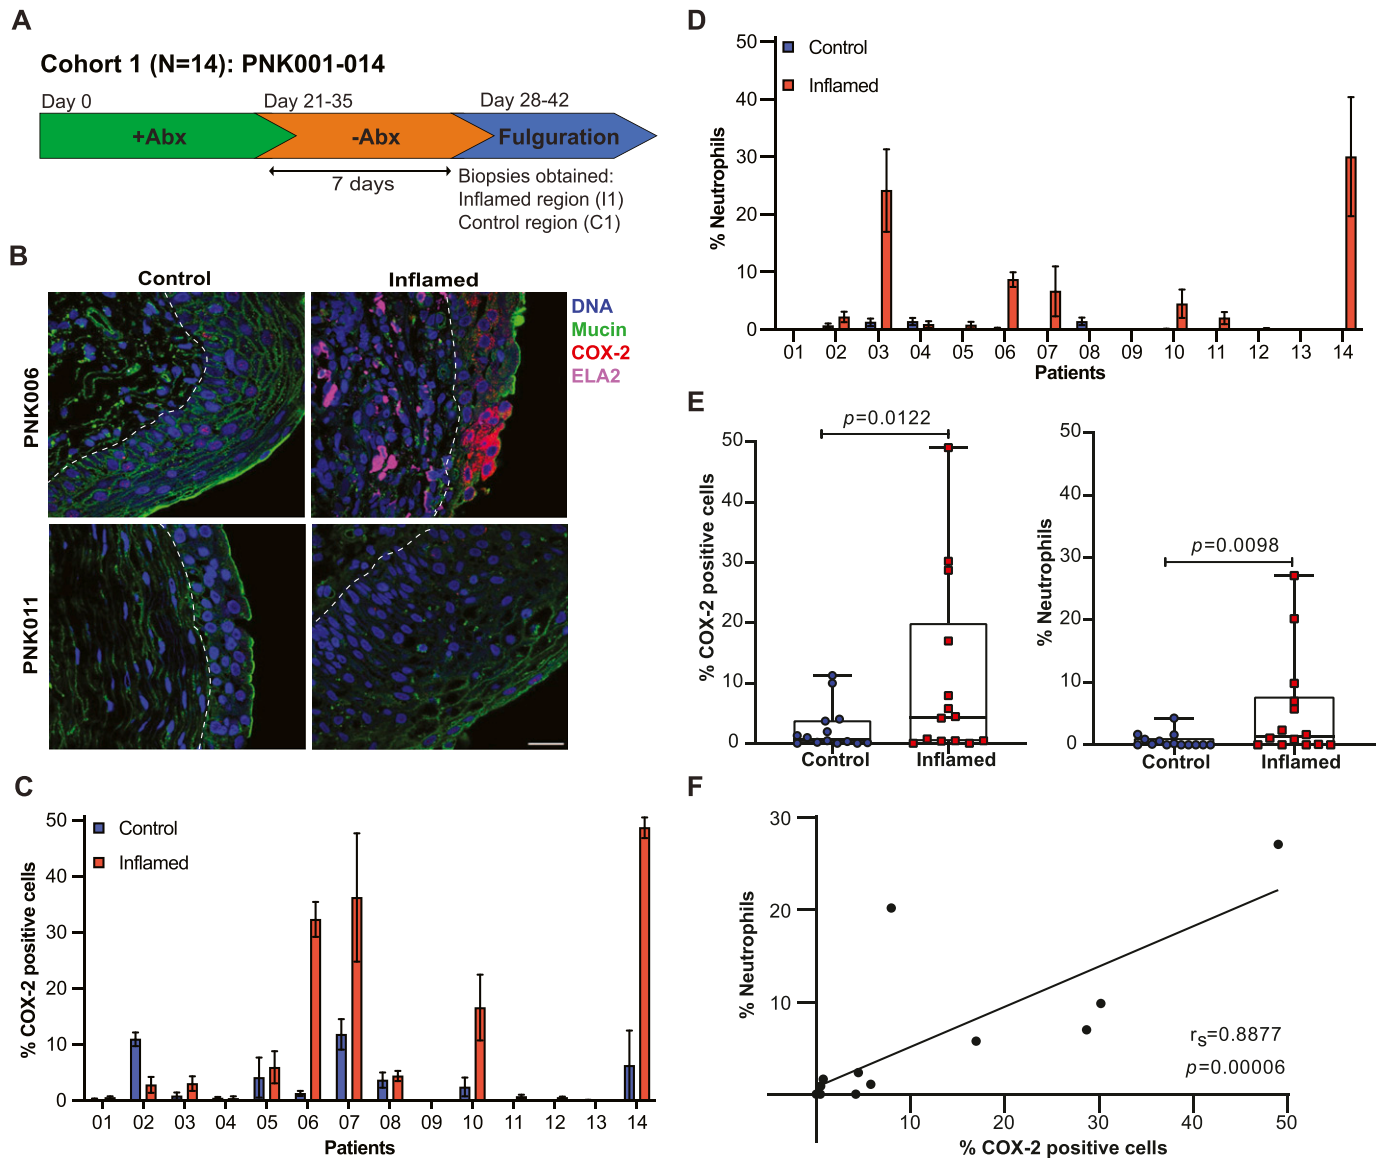 A
Cohort 1 (N=14): PNK001-014
Day 0
Day 21-35
Day 28-42
+Abx
-Abx
Fulguration
7 days
Biopsies obtained:
Inflamed region (I1)
Control region (C1)
B
Control
Inflamed
PNK006
PNK011
DNA
Mucin
COX-2
ELA2
C
% COX-2 positive cells
50
40
30
20
10
0
Control
Inflamed
01 02 03 04 05 06 07 08 09 10 11 12 13 14
Patients
D
% Neutrophils
50
40
30
20
10
0
Control
Inflamed
01 02 03 04 05 06 07 08 09 10 11 12 13 14
Patients
E
p=0.0122
% COX-2 positive cells
50
40
30
20
10
0
Control Inflamed
p=0.0098
% Neutrophils
50
40
30
20
10
0
Control Inflamed
F
% Neutrophils
30
20
10
rs=0.8877
p=0.00006
10 20 30 40 50
% COX-2 positive cells